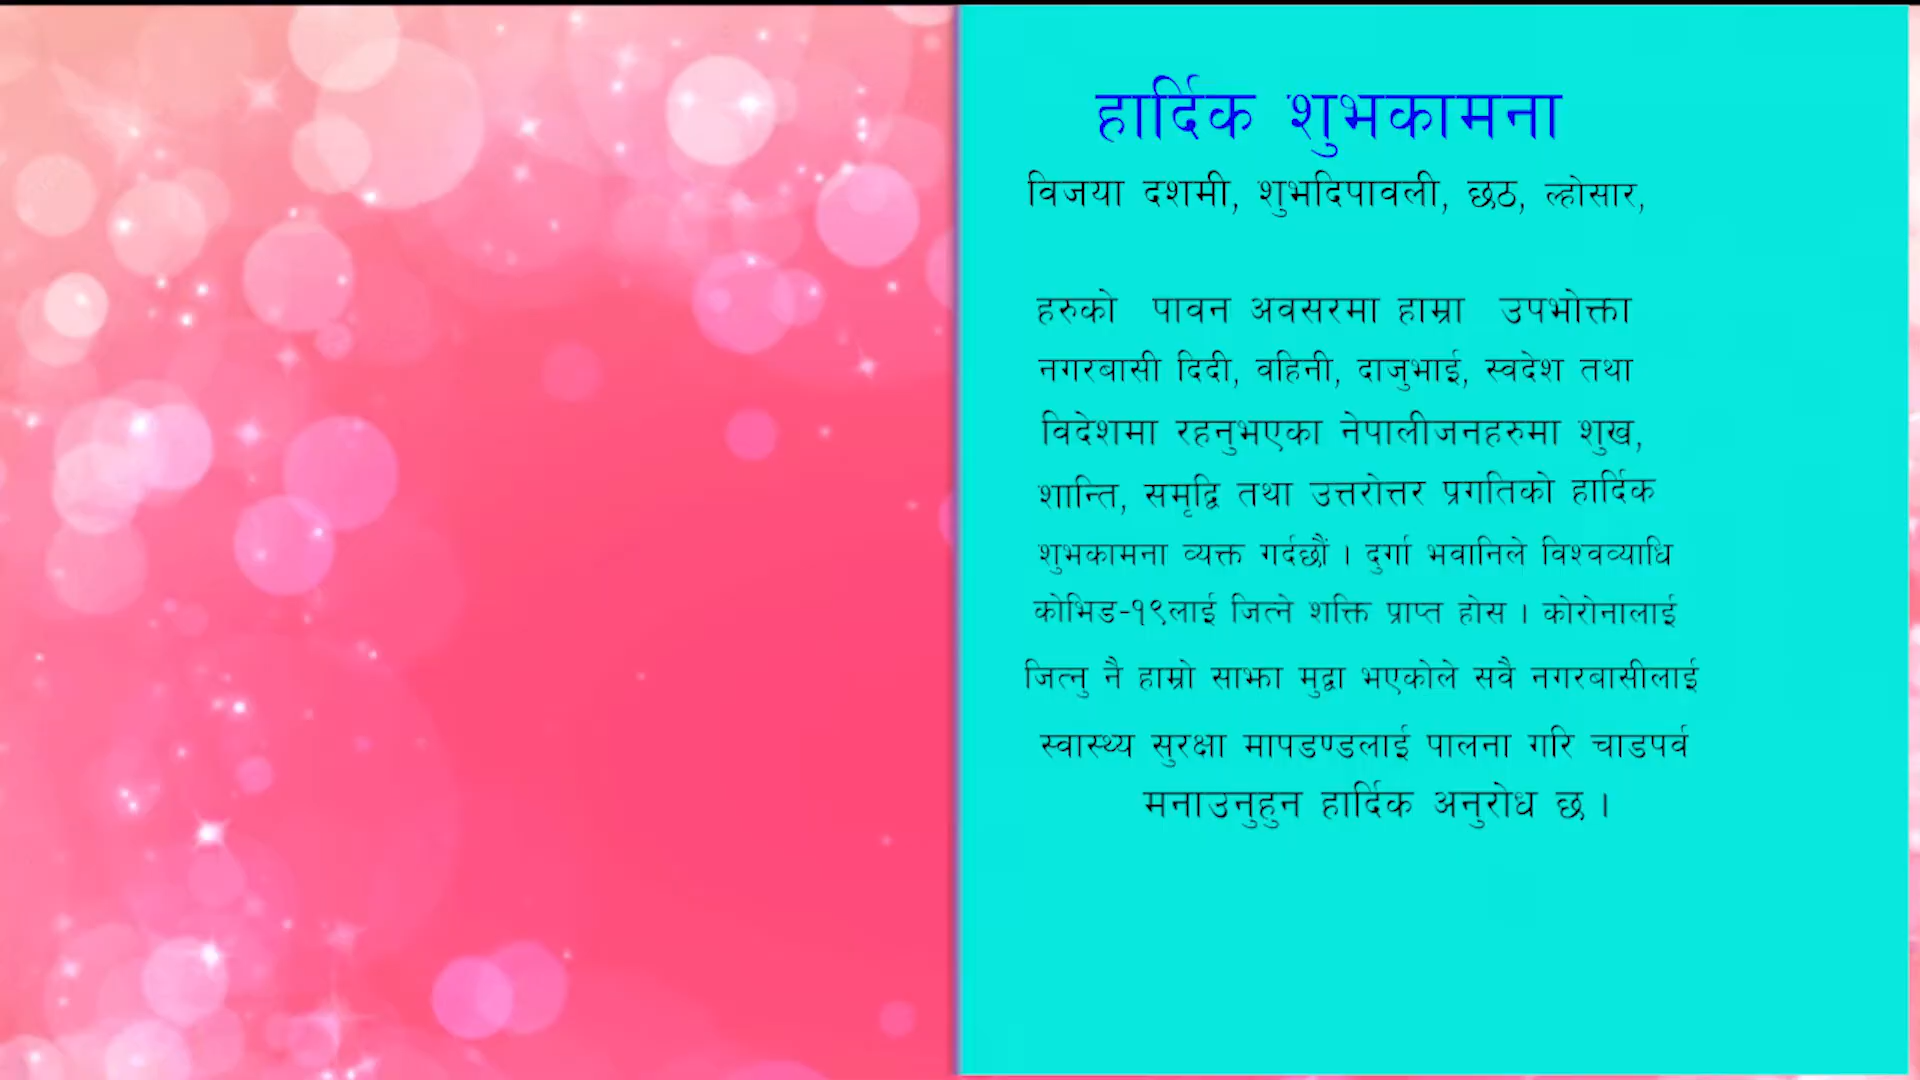 हार्दिक शुभकामना
विजया दशमी, शुभदिपावली, छठ, ल्होसार,
हरुको पावन अवसरमा हाम्रा उपभोक्ता
नगरबासी दिदी, वहिनी, दाजुभाई, स्वदेश तथा
विदेशमा रहनुभएका नेपालीजनहरुमा शुख,
शान्ति, समृद्वि तथा उत्तरोत्तर प्रगतिको हार्दिक
शुभकामना व्यक्त गर्दछौं । दुर्गा भवानिले विश्वव्याधि
कोभिड-१९लाई जित्ने शक्ति प्राप्त होस । कोरोनालाई
जित्नु नै हाम्रो साझा मुद्वा भएकोले सवै नगरबासीलाई
स्वास्थ्य सुरक्षा मापडण्डलाई पालना गरि चाडपर्व
मनाउनुहुन हार्दिक अनुरोध छ ।